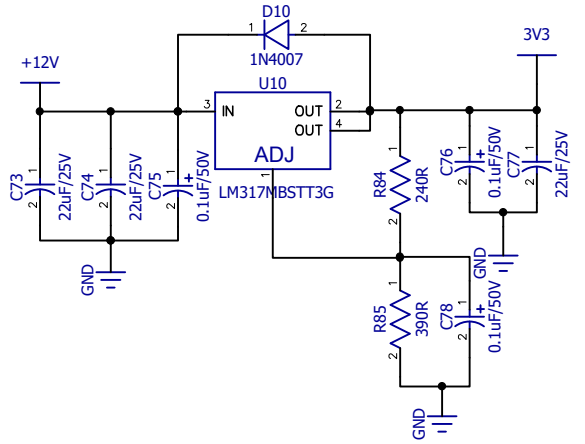 D10
1 2
1N4007
+12V
3V3
U10
3 IN OUT 2
OUT 4
ADJ
1
LM317MBSTT3G
C73 1 2 22uF/25V
C74 1 2 22uF/25V
C75 1 2 + 0.1uF/50V
R84 240R
C76 1 2 + 0.1uF/50V
C77 1 2 22uF/25V
GND
GND
R85 390R
C78 1 2 + 0.1uF/50V
GND